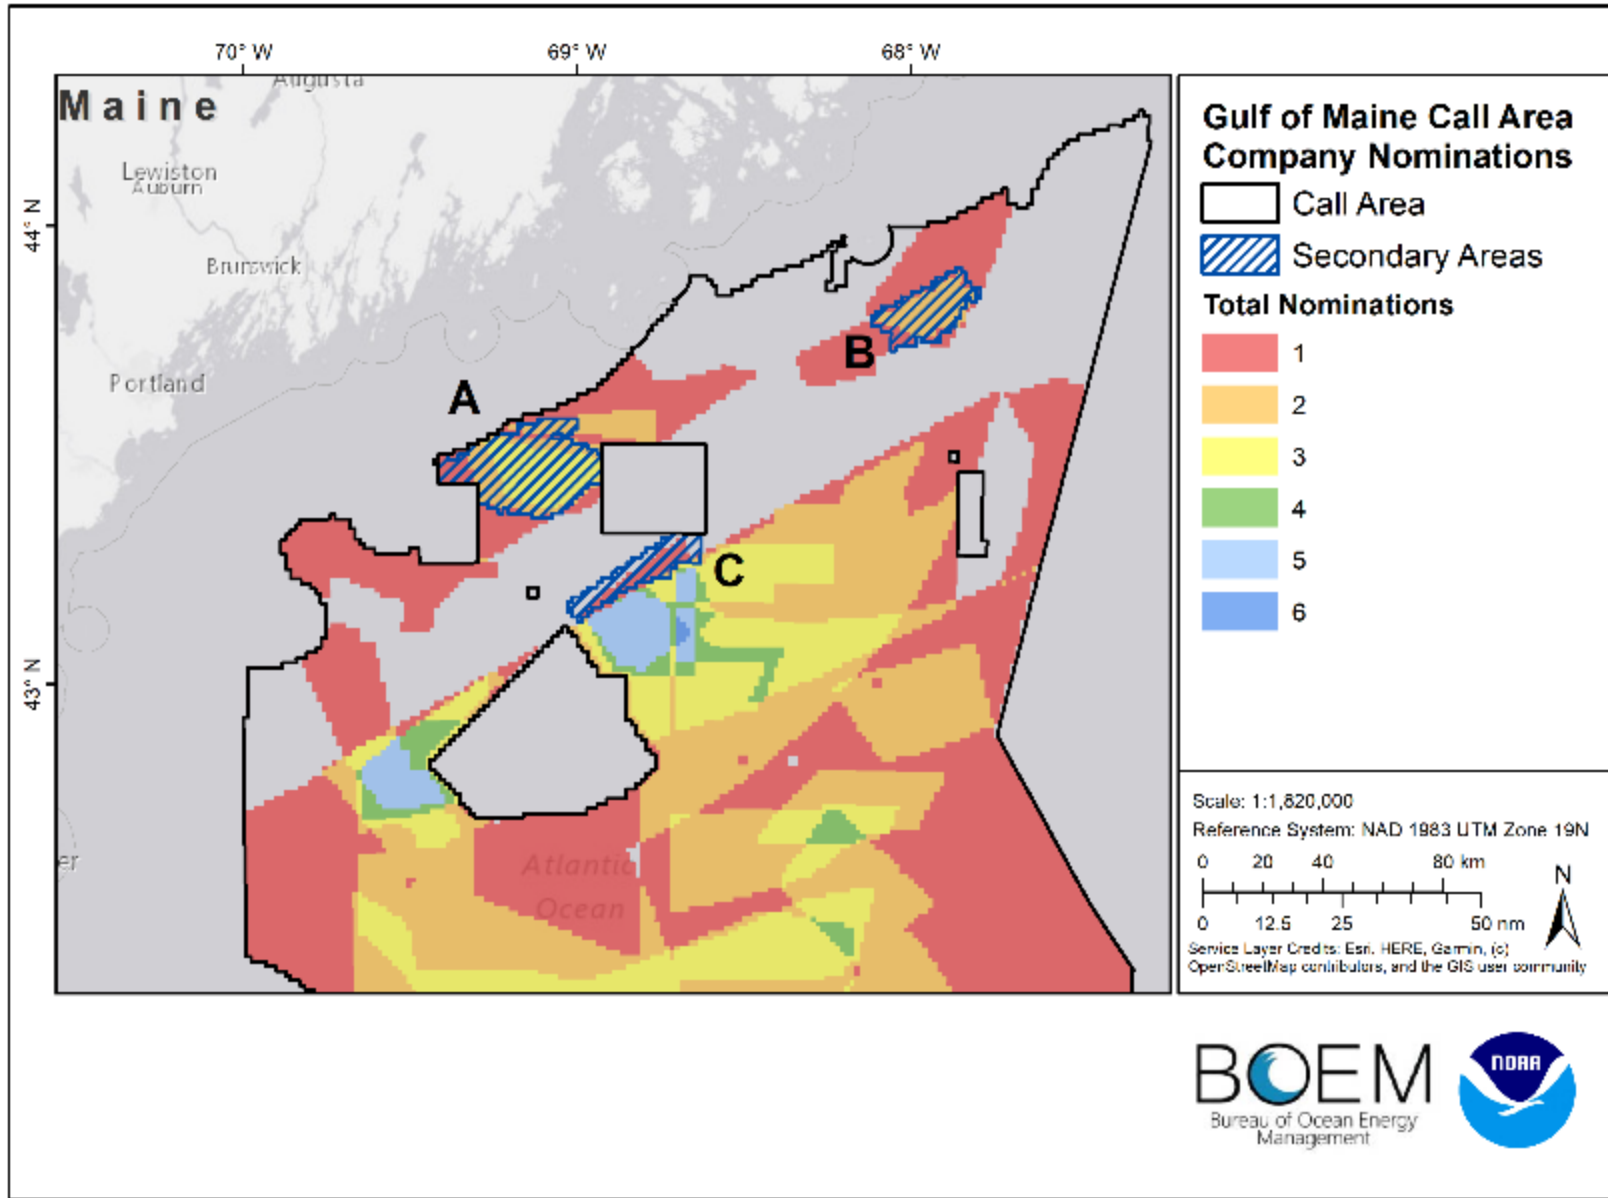 70° W
69° W
68° W
44° N
43° N
Augusta
Maine
Lewiston
Auburn
Brunswick
Portland
A
B
C
er
Atlantic
Ocean
Gulf of Maine Call Area
Company Nominations
Call Area
Secondary Areas
Total Nominations
1
2
3
4
5
6
Scale: 1:1,820,000
Reference System: NAD 1983 UTM Zone 19N
0 20 40 80 km
N
0 12.5 25 50 nm
Service Layer Credits: Esri, HERE, Garmin, (c)
OpenStreetMap contributors, and the GIS user community
BOEM
Bureau of Ocean Energy
Management
NOAA